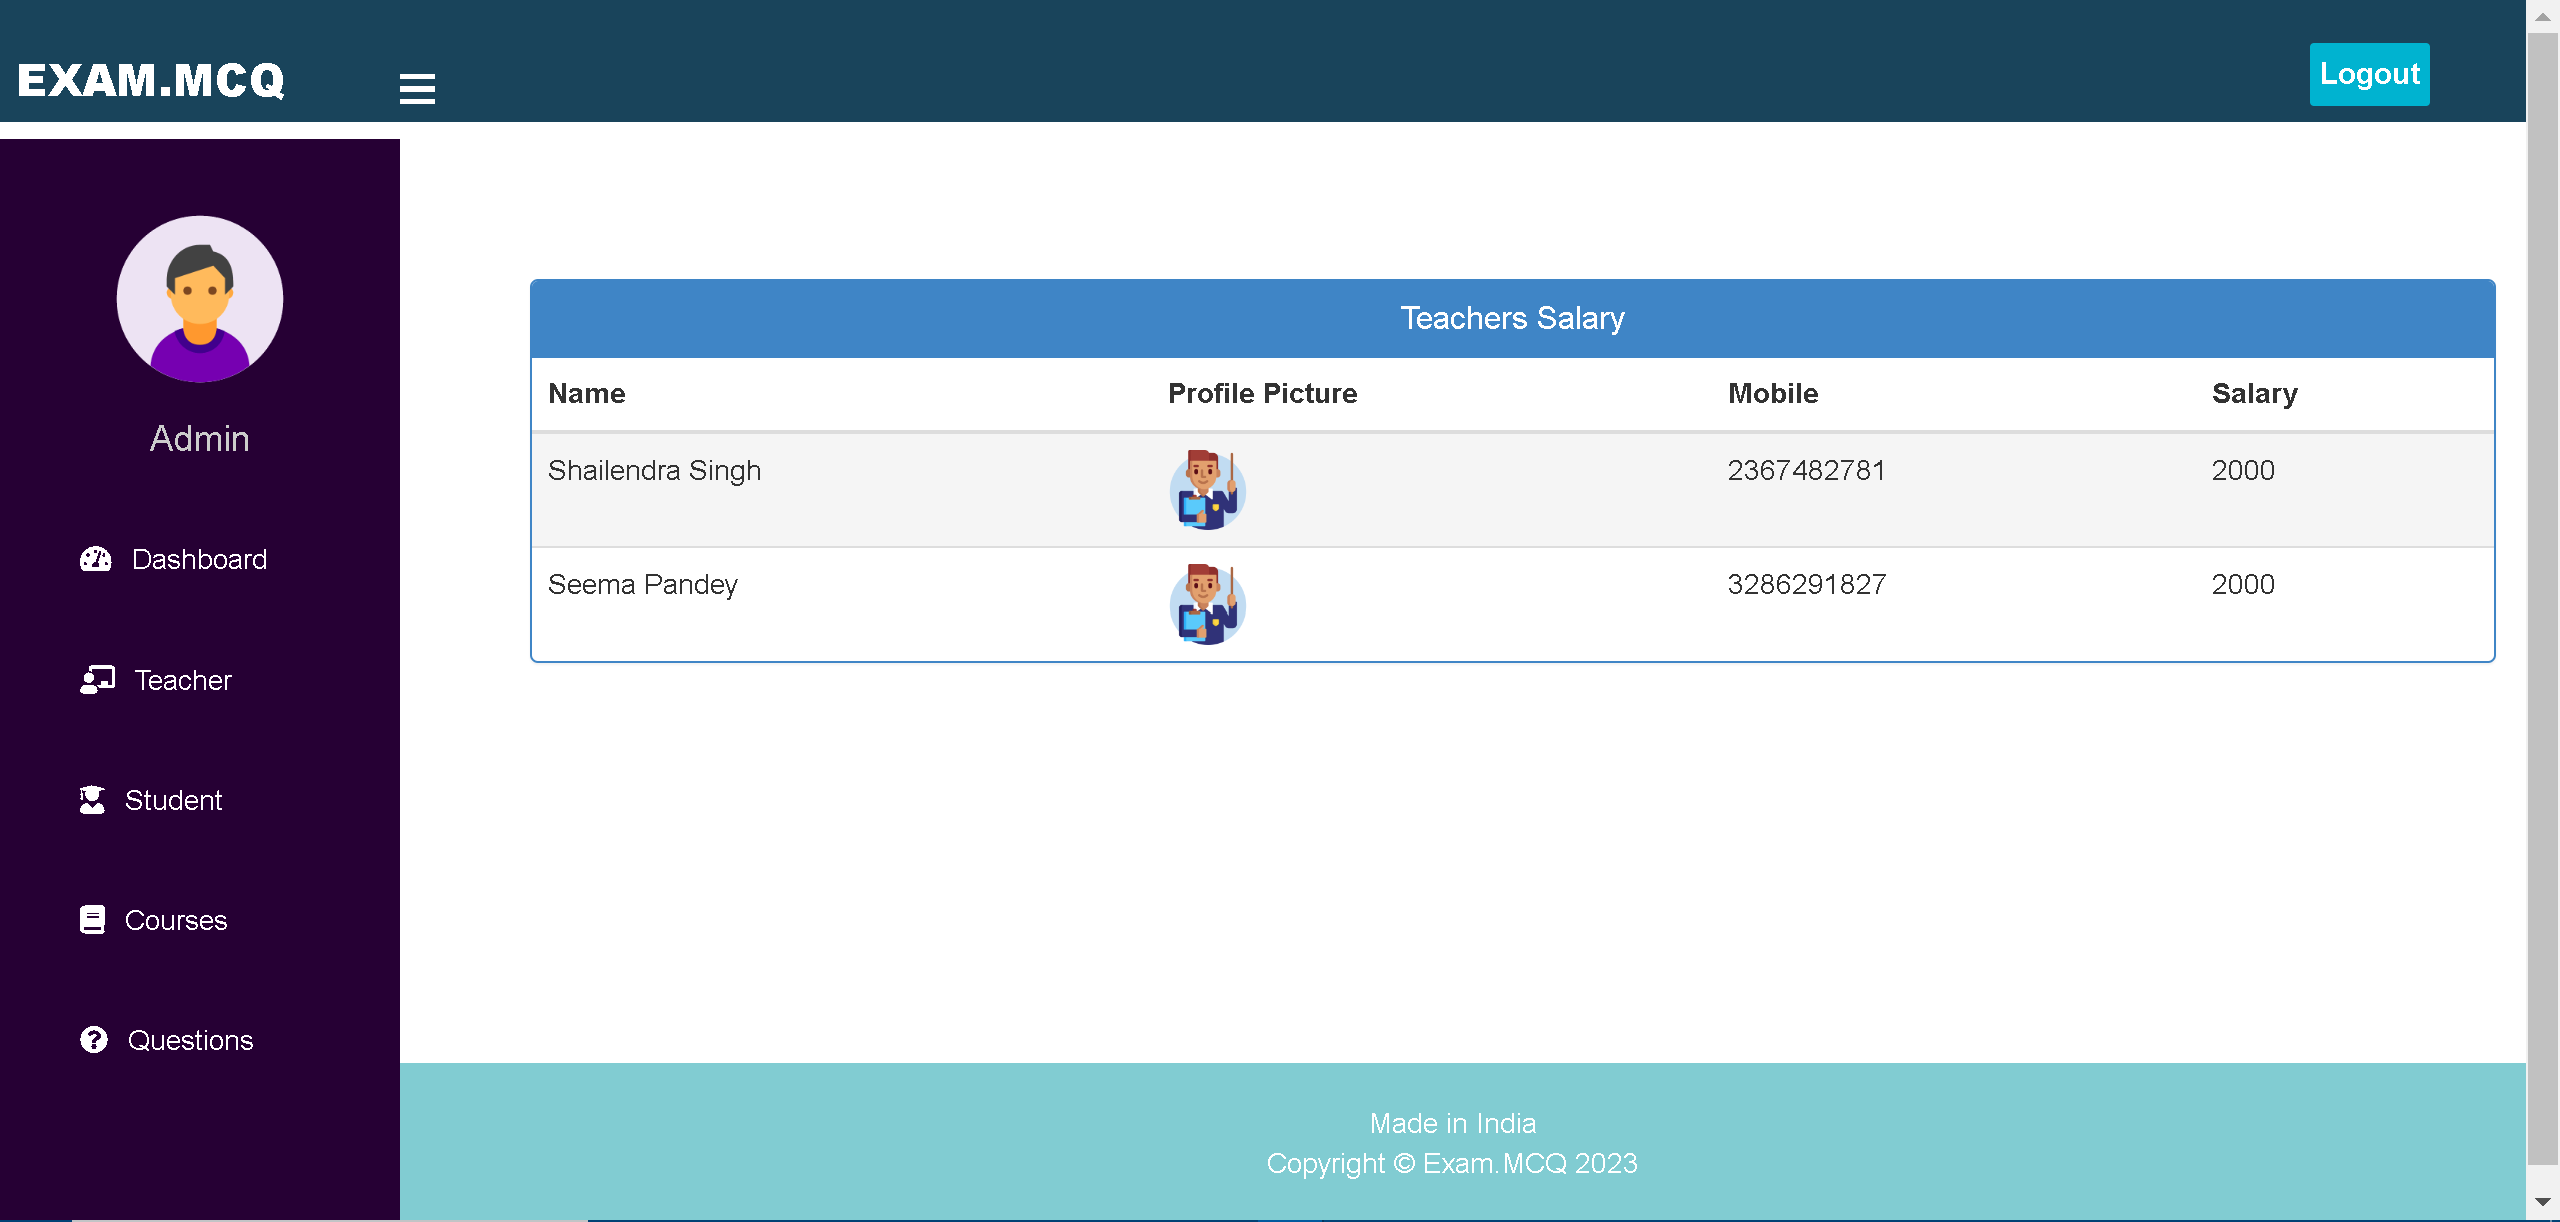 EXAM.MCQ
Logout
Admin
Dashboard
Teacher
Student
Courses
Questions
Teachers Salary
Name Profile Picture Mobile Salary
Shailendra Singh 2367482781 2000
Seema Pandey 3286291827 2000
Made in India
Copyright © Exam.MCQ 2023